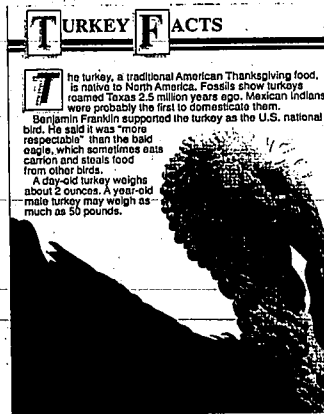 TURKEY FACTS
The turkey, a traditional American Thanksgiving food,
is native to North America. Fossils show turkeys
roamed Texas 2.5 million years ago. Mexican Indians
were probably the first to domesticate them.
Benjamin Franklin supported the turkey as the U.S. national
bird. He said it was "more
respectable" than the bald
eagle, which sometimes eats
carrion and steals food
from other birds.
A day-old turkey weighs
about 2 ounces. A year-old
male turkey may weigh as
much as 50 pounds.